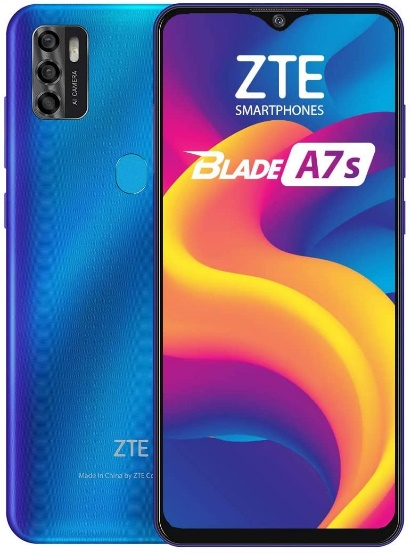 AI CAMERA
ZTE
SMARTPHONES
BLADE A7s
ZTE
Made in China by ZTE Co